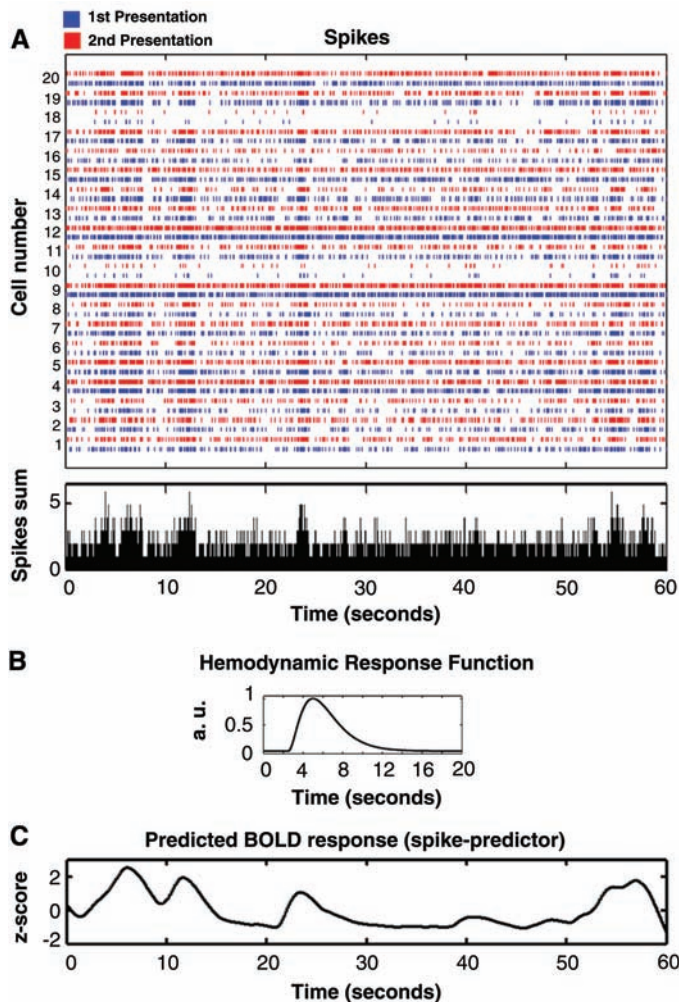 1st Presentation
A
2nd Presentation
Spikes
Cell number
20
19
18
17
16
15
14
13
12
11
10
9
8
7
6
5
4
3
2
1
Spikes sum
5
0
0 10 20 30 40 50 60
Time (seconds)
B
Hemodynamic Response Function
a. u.
1
0.5
0
0 4 8 12 16 20
Time (seconds)
C
Predicted BOLD response (spike-predictor)
z-score
2
0
-2
0 10 20 30 40 50 60
Time (seconds)